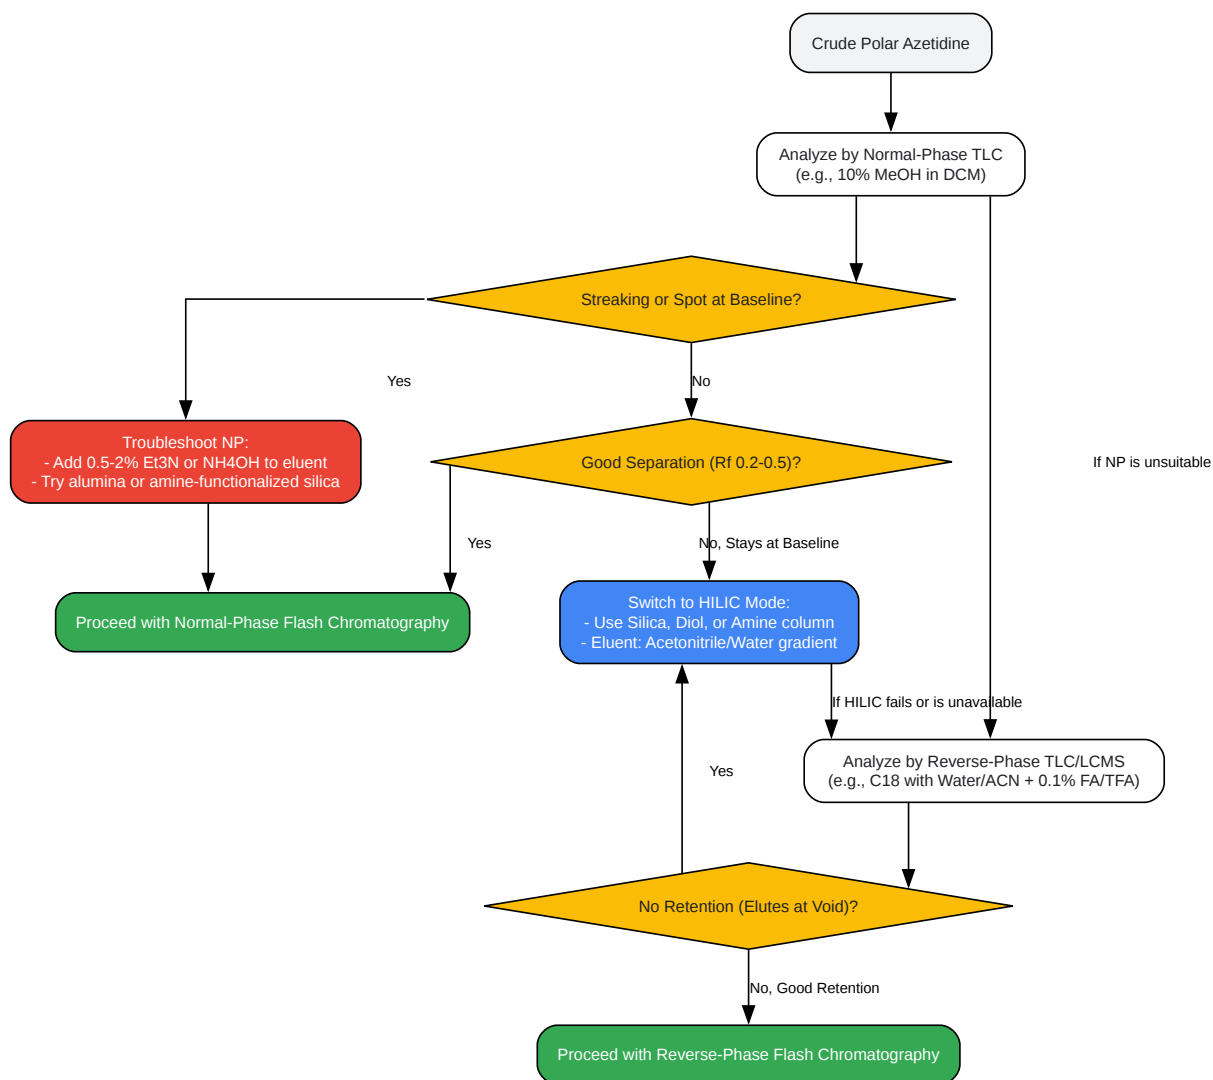 Crude Polar Azetidine
Analyze by Normal-Phase TLC
(e.g., 10% MeOH in DCM)
Streaking or Spot at Baseline?
Yes
No
Troubleshoot NP:
- Add 0.5-2% Et3N or NH4OH to eluent
- Try alumina or amine-functionalized silica
Good Separation (Rf 0.2-0.5)?
If NP is unsuitable
Yes
No, Stays at Baseline
Proceed with Normal-Phase Flash Chromatography
Switch to HILIC Mode:
- Use Silica, Diol, or Amine column
- Eluent: Acetonitrile/Water gradient
If HILIC fails or is unavailable
Yes
Analyze by Reverse-Phase TLC/LCMS
(e.g., C18 with Water/ACN + 0.1% FA/TFA)
No Retention (Elutes at Void)?
No, Good Retention
Proceed with Reverse-Phase Flash Chromatography